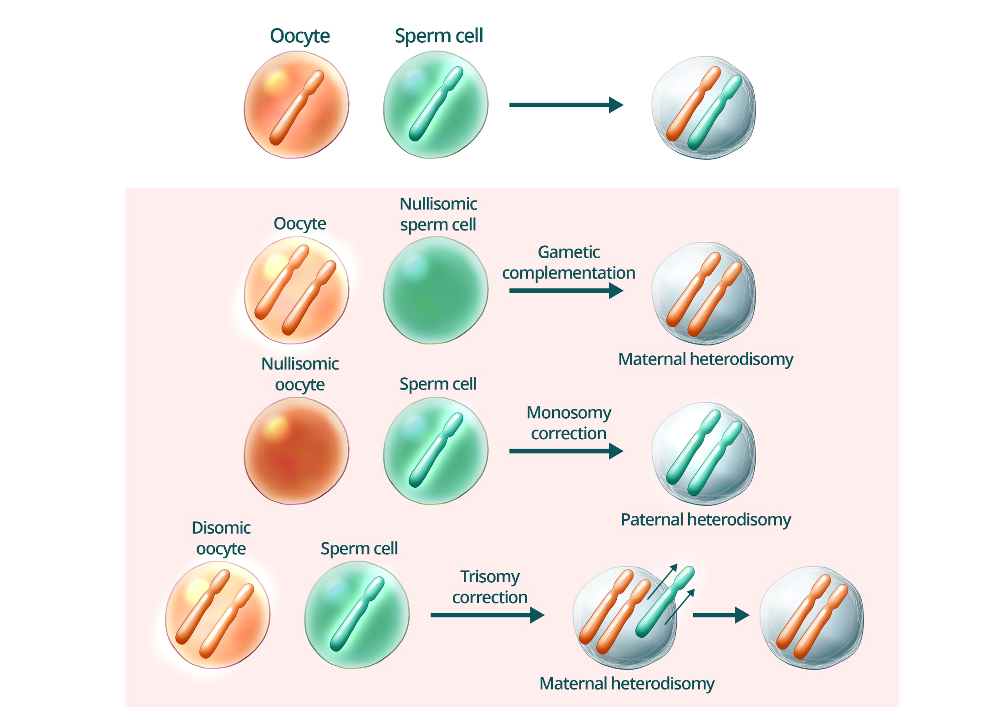 Oocyte
Sperm cell
Oocyte
Nullisomic
sperm cell
Gametic
complementation
Maternal heterodisomy
Nullisomic
oocyte
Sperm cell
Monosomy
correction
Paternal heterodisomy
Disomic
oocyte
Sperm cell
Trisomy
correction
Maternal heterodisomy